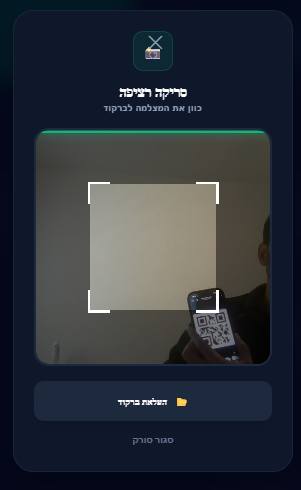 סריקה רציפה
כוון את המצלמה לברקוד
העלאת ברקוד
סגור סורק